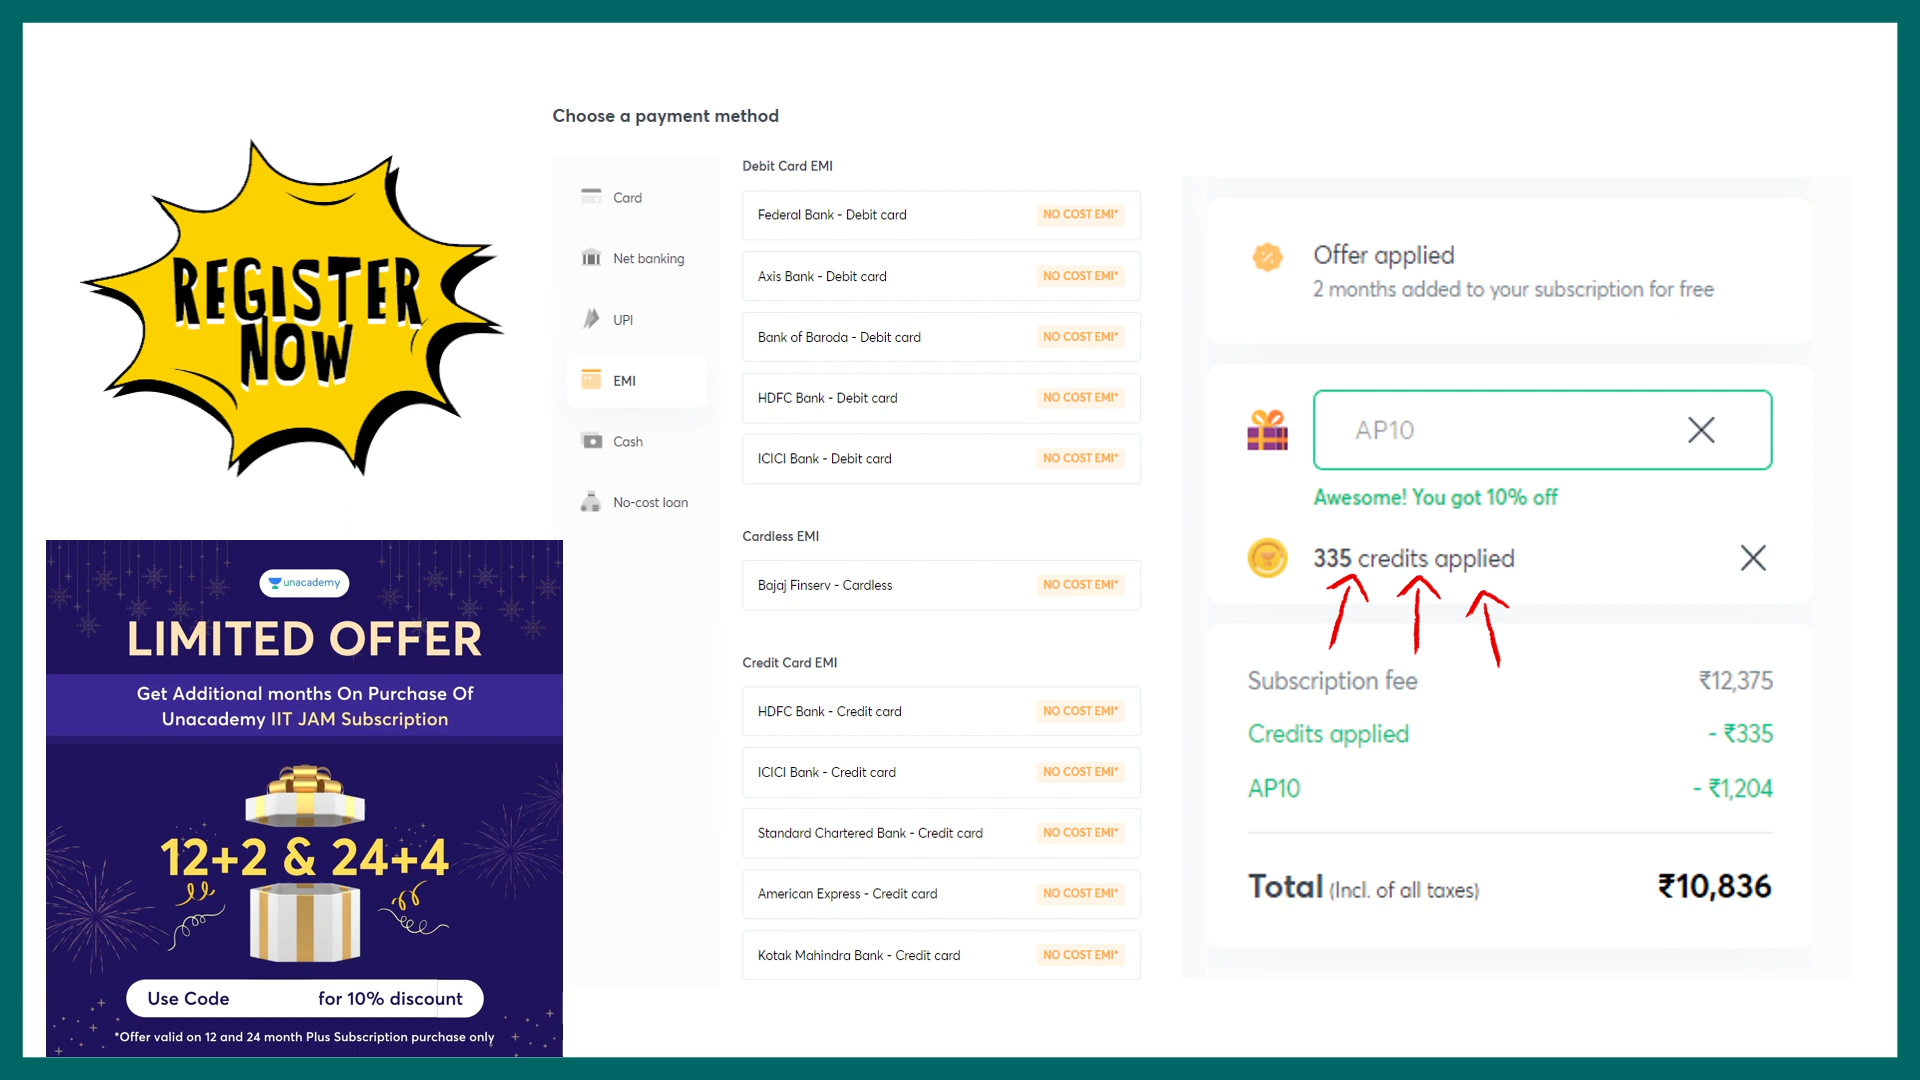 REGISTER
NOW
unacademy
LIMITED OFFER
Get Additional months On Purchase Of
Unacademy IIT JAM Subscription
12+2 & 24+4
Use Code for 10% discount
*Offer valid on 12 and 24 month Plus Subscription purchase only
Choose a payment method
Card
Net banking
UPI
EMI
Cash
No-cost loan
Debit Card EMI
Federal Bank - Debit card NO COST EMI*
Axis Bank - Debit card NO COST EMI*
Bank of Baroda - Debit card NO COST EMI*
HDFC Bank - Debit card NO COST EMI*
ICICI Bank - Debit card NO COST EMI*
Cardless EMI
Bajaj Finserv - Cardless NO COST EMI*
Credit Card EMI
HDFC Bank - Credit card NO COST EMI*
ICICI Bank - Credit card NO COST EMI*
Standard Chartered Bank - Credit card NO COST EMI*
American Express - Credit card NO COST EMI*
Kotak Mahindra Bank - Credit card NO COST EMI*
Offer applied
2 months added to your subscription for free
AP10
Awesome! You got 10% off
335 credits applied
Subscription fee ₹12,375
Credits applied - ₹335
AP10 - ₹1,204
Total (Incl. of all taxes) ₹10,836